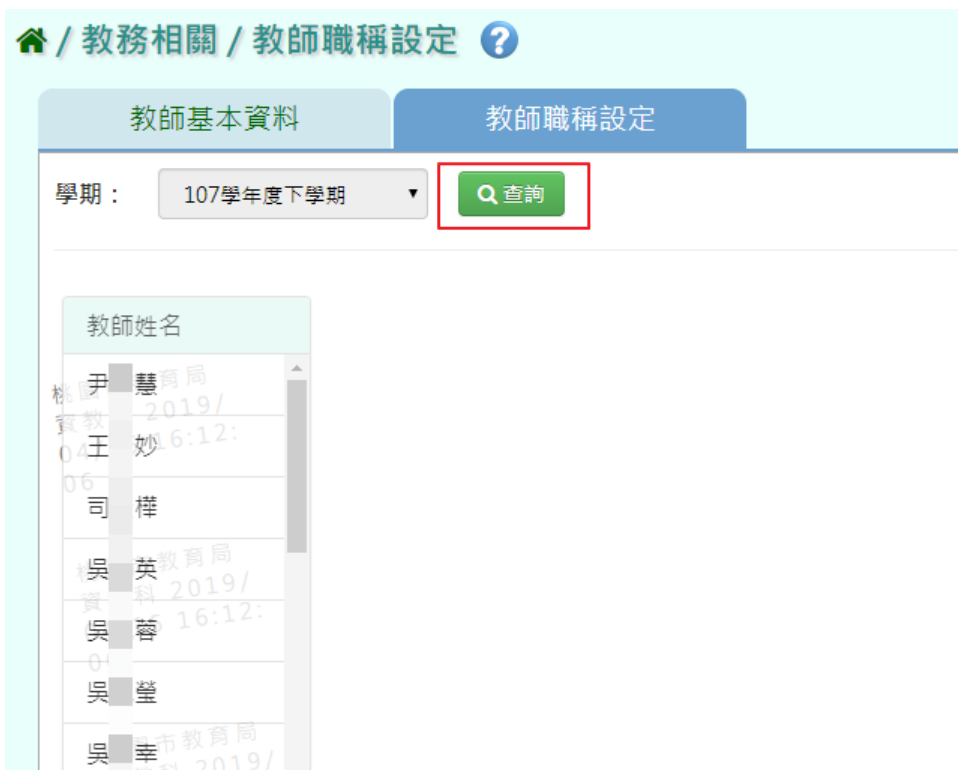 / 教務相關 / 教師職稱設定 ?
教師基本資料
教師職稱設定
學期：
107學年度下學期
查詢
教師姓名
尹 慧
王 妙
司 樺
吳 英
吳 蓉
吳 瑩
吳 幸